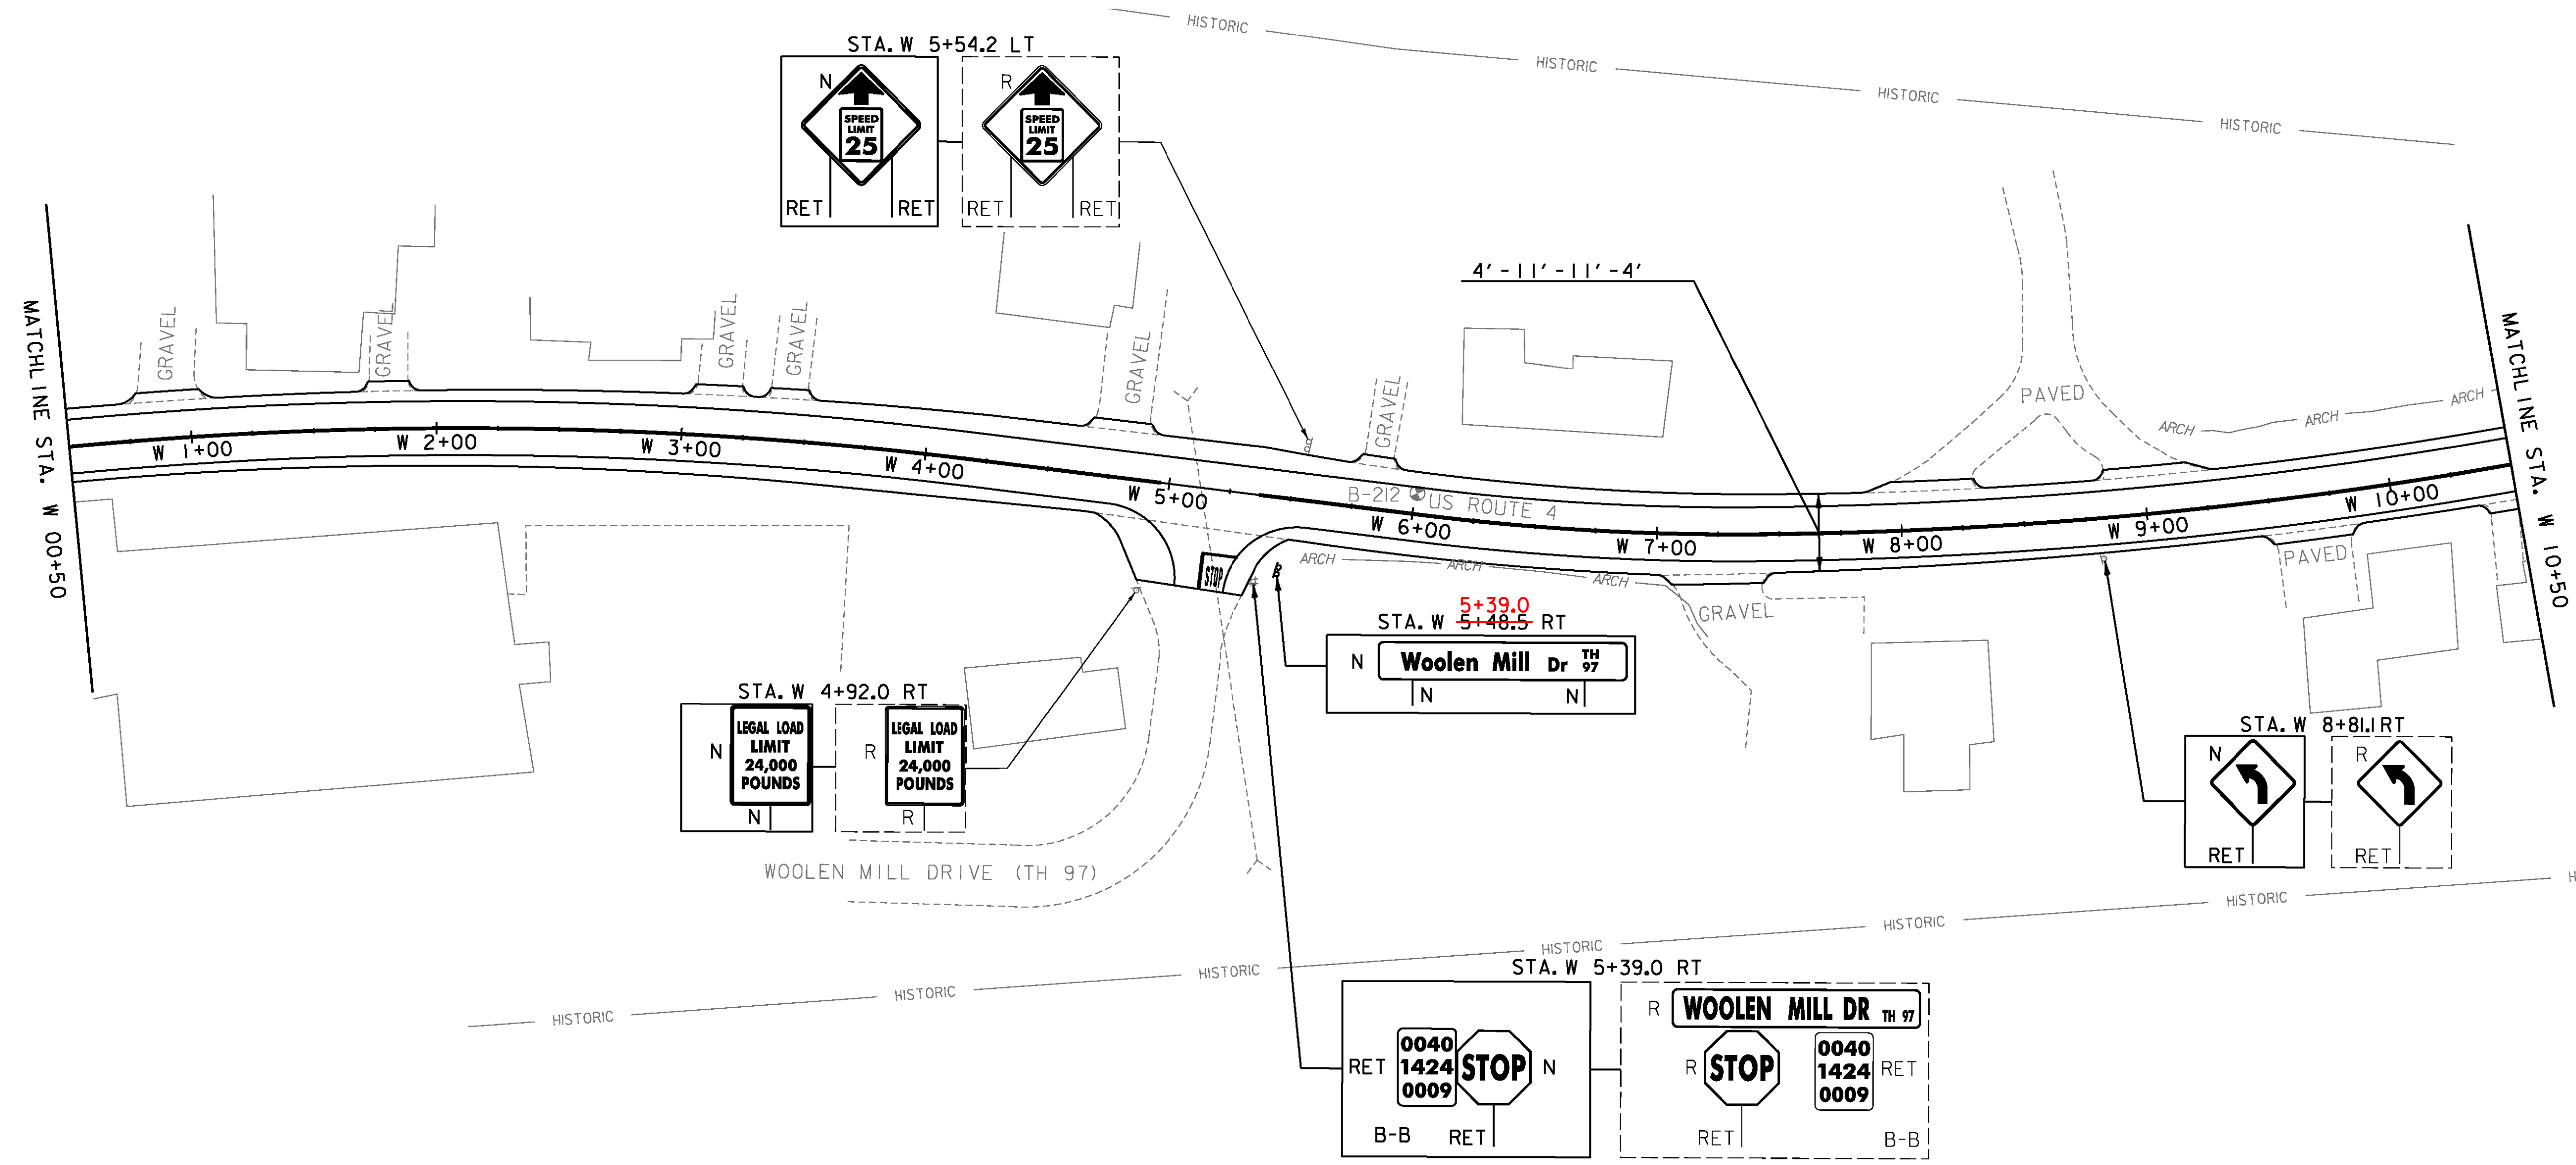 HISTORIC
HISTORIC
HISTORIC
HISTORIC
STA. W 5+54.2 LT
N
SPEED
LIMIT
25
RET RET
R
SPEED
LIMIT
25
RET RET
4'-11'-11'-4'
MATCHLINE STA. W 00+50
GRAVEL
GRAVEL
GRAVEL
GRAVEL
GRAVEL
GRAVEL
PAVED
ARCH
ARCH
ARCH
MATCHLINE STA. W 10+50
W 1+00
W 2+00
W 3+00
W 4+00
W 5+00
B-212
US ROUTE 4
W 6+00
W 7+00
W 8+00
W 9+00
W 10+00
STOP
ARCH
ARCH
ARCH
GRAVEL
PAVED
B
5+39.0
STA. W 5+48.5 RT
N
Woolen Mill Dr TH 97
N N
STA. W 4+92.0 RT
N
LEGAL LOAD
LIMIT
24,000
POUNDS
N
R
LEGAL LOAD
LIMIT
24,000
POUNDS
R
STA. W 8+81.1 RT
N
RET
R
RET
WOOLEN MILL DRIVE (TH 97)
HISTORIC
HISTORIC
HISTORIC
HISTORIC
HISTORIC
HISTORIC
H
STA. W 5+39.0 RT
RET
0040
1424
0009
STOP
N
B-B RET
R
WOOLEN MILL DR TH 97
R
STOP
0040
1424
0009
RET
RET B-B